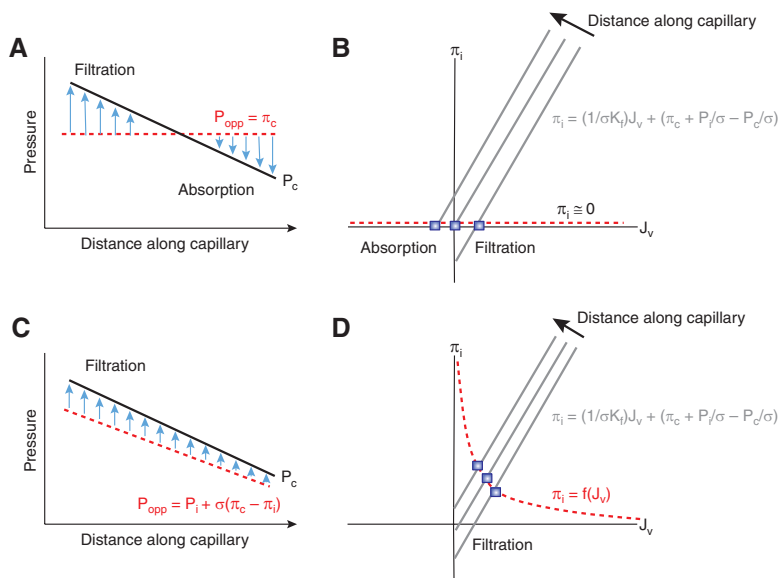 A
Filtration
P_opp = π_c
Absorption
P_c
Pressure
Distance along capillary
B
Distance along capillary
π_i
π_i = (1/σK_f)J_v + (π_c + P_i/σ – P_c/σ)
π_i ≅ 0
J_v
Absorption
Filtration
C
Filtration
P_c
P_opp = P_i + σ(π_c – π_i)
Pressure
Distance along capillary
D
Distance along capillary
π_i
π_i = (1/σK_f)J_v + (π_c + P_i/σ – P_c/σ)
π_i = f(J_v)
J_v
Filtration